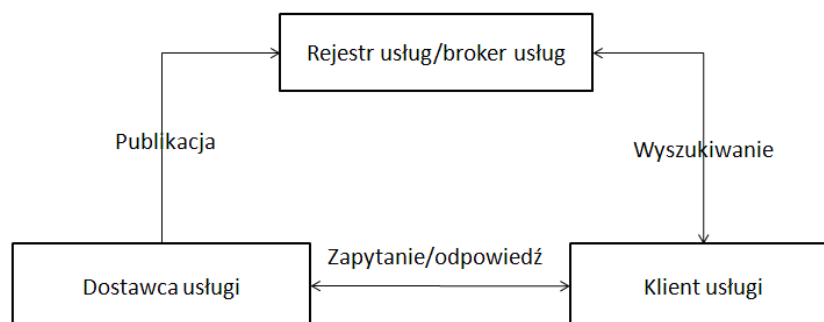 Rejestr usług/broker usług
Publikacja
Wyszukiwanie
Zapytanie/odpowiedź
Dostawca usługi
Klient usługi